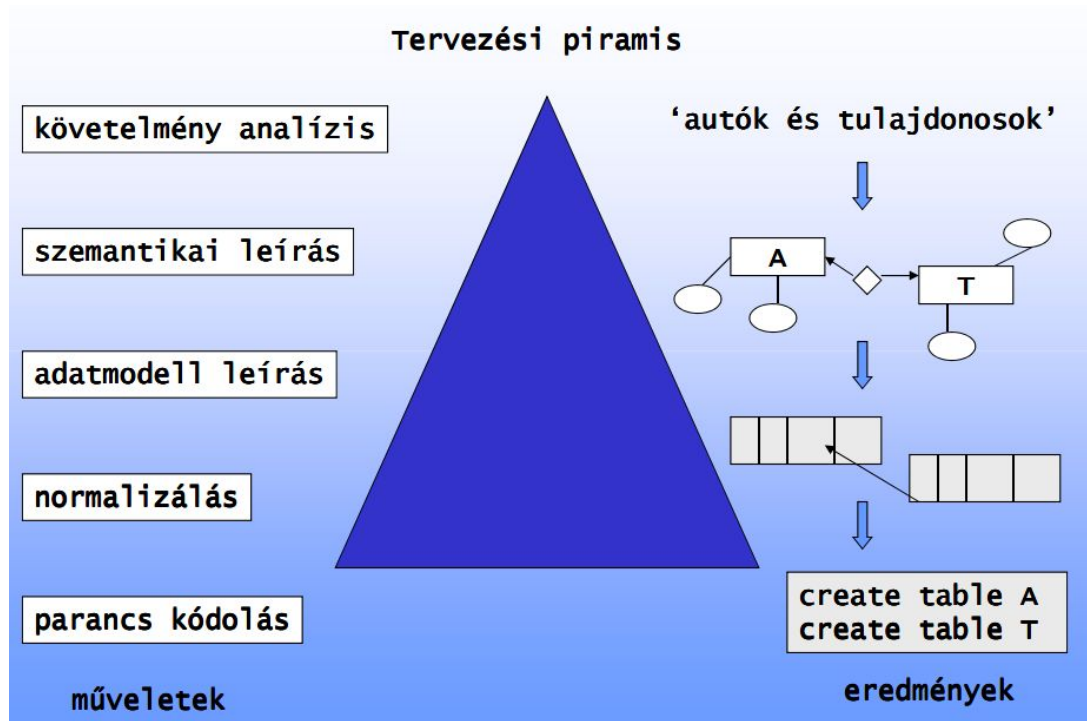 Tervezési piramis
követelmény analízis
szemantikai leírás
adatmodell leírás
normalizálás
parancs kódolás
műveletek
‘autók és tulajdonosok’
A
T
create table A
create table T
eredmények